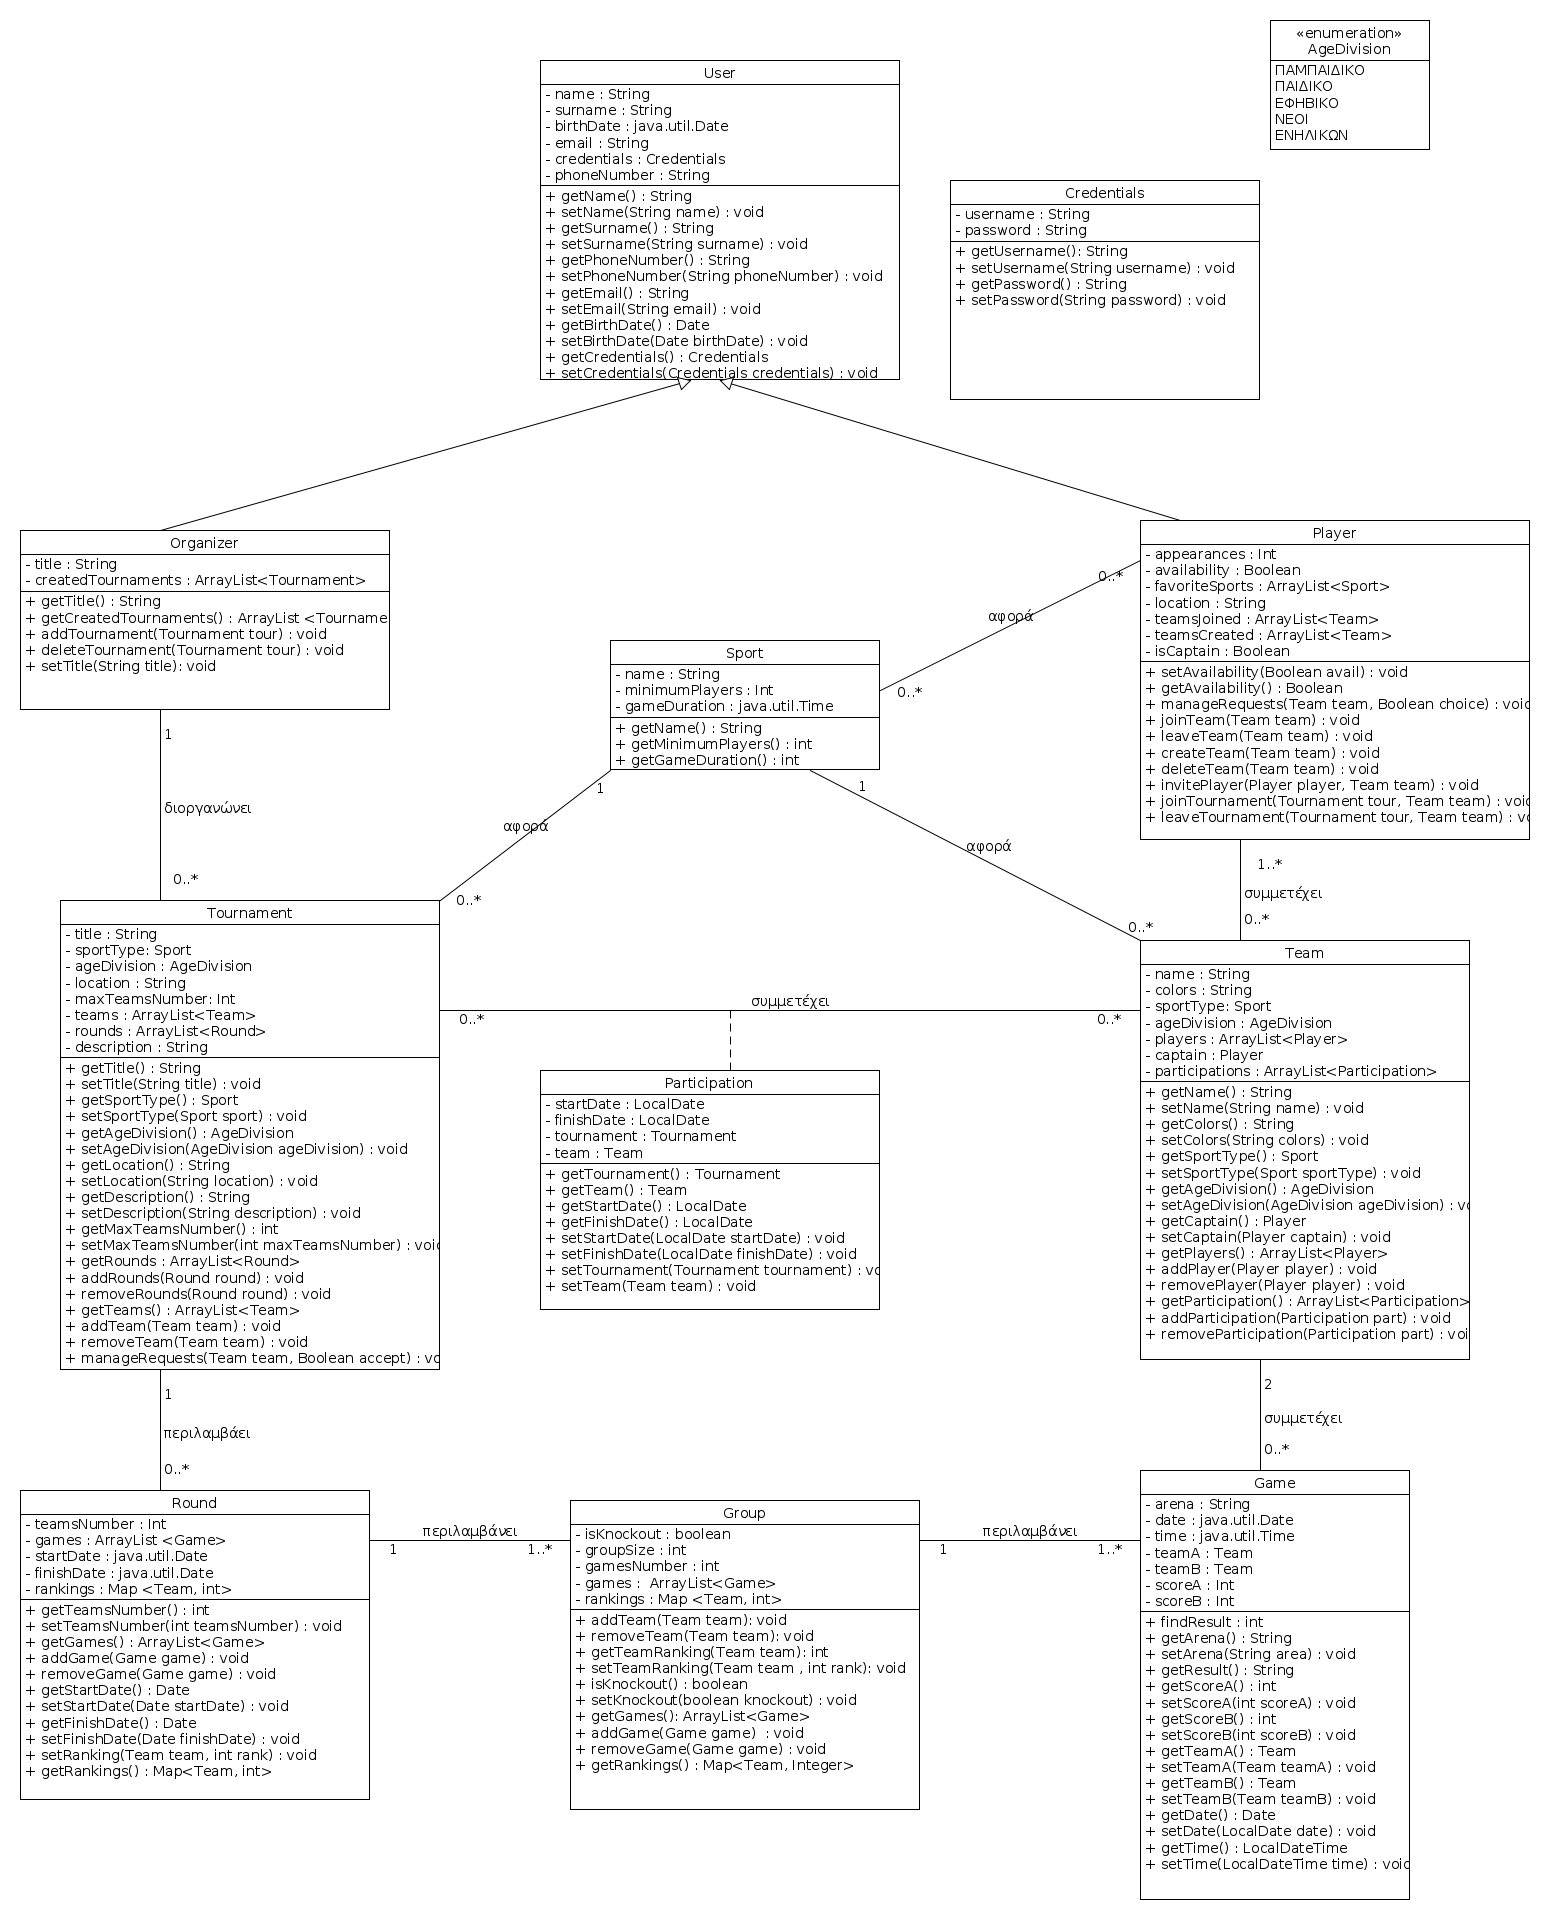 «enumeration»
AgeDivision
ΠΑΜΠΑΙΔΙΚΟ
ΠΑΙΔΙΚΟ
ΕΦΗΒΙΚΟ
ΝΕΟΙ
ΕΝΗΛΙΚΩΝ
User
- name : String
- surname : String
- birthDate : java.util.Date
- email : String
- credentials : Credentials
- phoneNumber : String
+ getName() : String
+ setName(String name) : void
+ getSurname() : String
+ setSurname(String surname) : void
+ getPhoneNumber() : String
+ setPhoneNumber(String phoneNumber) : void
+ getEmail() : String
+ setEmail(String email) : void
+ getBirthDate() : Date
+ setBirthDate(Date birthDate) : void
+ getCredentials() : Credentials
+ setCredentials(Credentials credentials) : void
Credentials
- username : String
- password : String
+ getUsername(): String
+ setUsername(String username) : void
+ getPassword() : String
+ setPassword(String password) : void
Organizer
- title : String
- createdTournaments : ArrayList<Tournament>
+ getTitle() : String
+ getCreatedTournaments() : ArrayList <Tourname
+ addTournament(Tournament tour) : void
+ deleteTournament(Tournament tour) : void
+ setTitle(String title): void
Player
- appearances : Int
- availability : Boolean
- favoriteSports : ArrayList<Sport>
- location : String
- teamsJoined : ArrayList<Team>
- teamsCreated : ArrayList<Team>
- isCaptain : Boolean
+ setAvailability(Boolean avail) : void
+ getAvailability() : Boolean
+ manageRequests(Team team, Boolean choice) : void
+ joinTeam(Team team) : void
+ leaveTeam(Team team) : void
+ createTeam(Team team) : void
+ deleteTeam(Team team) : void
+ invitePlayer(Player player, Team team) : void
+ joinTournament(Tournament tour, Team team) : void
+ leaveTournament(Tournament tour, Team team) : vo
0..*
αφορά
0..*
Sport
- name : String
- minimumPlayers : Int
- gameDuration : java.util.Time
+ getName() : String
+ getMinimumPlayers() : int
+ getGameDuration() : int
1
διοργανώνει
0..*
1
αφορά
0..*
1
αφορά
0..*
1..*
συμμετέχει
0..*
Tournament
- title : String
- sportType: Sport
- ageDivision : AgeDivision
- location : String
- maxTeamsNumber: Int
- teams : ArrayList<Team>
- rounds : ArrayList<Round>
- description : String
+ getTitle() : String
+ setTitle(String title) : void
+ getSportType() : Sport
+ setSportType(Sport sport) : void
+ getAgeDivision() : AgeDivision
+ setAgeDivision(AgeDivision ageDivision) : void
+ getLocation() : String
+ setLocation(String location) : void
+ getDescription() : String
+ setDescription(String description) : void
+ getMaxTeamsNumber() : int
+ setMaxTeamsNumber(int maxTeamsNumber) : void
+ getRounds : ArrayList<Round>
+ addRounds(Round round) : void
+ removeRounds(Round round) : void
+ getTeams() : ArrayList<Team>
+ addTeam(Team team) : void
+ removeTeam(Team team) : void
+ manageRequests(Team team, Boolean accept) : vo
συμμετέχει
0..*
0..*
Participation
- startDate : LocalDate
- finishDate : LocalDate
- tournament : Tournament
- team : Team
+ getTournament() : Tournament
+ getTeam() : Team
+ getStartDate() : LocalDate
+ getFinishDate() : LocalDate
+ setStartDate(LocalDate startDate) : void
+ setFinishDate(LocalDate finishDate) : void
+ setTournament(Tournament tournament) : vo
+ setTeam(Team team) : void
Team
- name : String
- colors : String
- sportType: Sport
- ageDivision : AgeDivision
- players : ArrayList<Player>
- captain : Player
- participations : ArrayList<Participation>
+ getName() : String
+ setName(String name) : void
+ getColors() : String
+ setColors(String colors) : void
+ getSportType() : Sport
+ setSportType(Sport sportType) : void
+ getAgeDivision() : AgeDivision
+ setAgeDivision(AgeDivision ageDivision) : vo
+ getCaptain() : Player
+ setCaptain(Player captain) : void
+ getPlayers() : ArrayList<Player>
+ addPlayer(Player player) : void
+ removePlayer(Player player) : void
+ getParticipation() : ArrayList<Participation>
+ addParticipation(Participation part) : void
+ removeParticipation(Participation part) : voi
1
περιλαμβάει
0..*
2
συμμετέχει
0..*
Round
- teamsNumber : Int
- games : ArrayList <Game>
- startDate : java.util.Date
- finishDate : java.util.Date
- rankings : Map <Team, int>
+ getTeamsNumber() : int
+ setTeamsNumber(int teamsNumber) : void
+ getGames() : ArrayList<Game>
+ addGame(Game game) : void
+ removeGame(Game game) : void
+ getStartDate() : Date
+ setStartDate(Date startDate) : void
+ getFinishDate() : Date
+ setFinishDate(Date finishDate) : void
+ setRanking(Team team, int rank) : void
+ getRankings() : Map<Team, int>
περιλαμβάνει
1
1..*
Group
- isKnockout : boolean
- groupSize : int
- gamesNumber : int
- games : ArrayList<Game>
- rankings : Map <Team, int>
+ addTeam(Team team): void
+ removeTeam(Team team): void
+ getTeamRanking(Team team): int
+ setTeamRanking(Team team , int rank): void
+ isKnockout() : boolean
+ setKnockout(boolean knockout) : void
+ getGames(): ArrayList<Game>
+ addGame(Game game) : void
+ removeGame(Game game) : void
+ getRankings() : Map<Team, Integer>
περιλαμβάνει
1
1..*
Game
- arena : String
- date : java.util.Date
- time : java.util.Time
- teamA : Team
- teamB : Team
- scoreA : Int
- scoreB : Int
+ findResult : int
+ getArena() : String
+ setArena(String area) : void
+ getResult() : String
+ getScoreA() : int
+ setScoreA(int scoreA) : void
+ getScoreB() : int
+ setScoreB(int scoreB) : void
+ getTeamA() : Team
+ setTeamA(Team teamA) : void
+ getTeamB() : Team
+ setTeamB(Team teamB) : void
+ getDate() : Date
+ setDate(LocalDate date) : void
+ getTime() : LocalDateTime
+ setTime(LocalDateTime time) : void